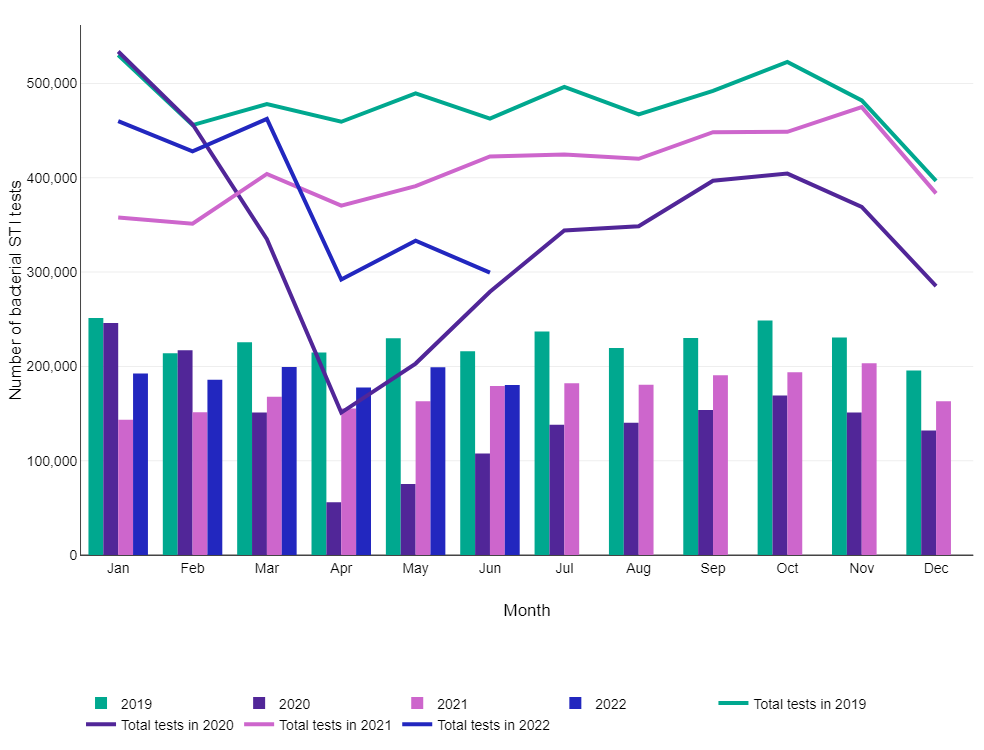 Number of bacterial STI tests
500,000
400,000
300,000
200,000
100,000
0
Jan Feb Mar Apr May Jun Jul Aug Sep Oct Nov Dec
Month
2019 2020 2021 2022 Total tests in 2019
Total tests in 2020 Total tests in 2021 Total tests in 2022